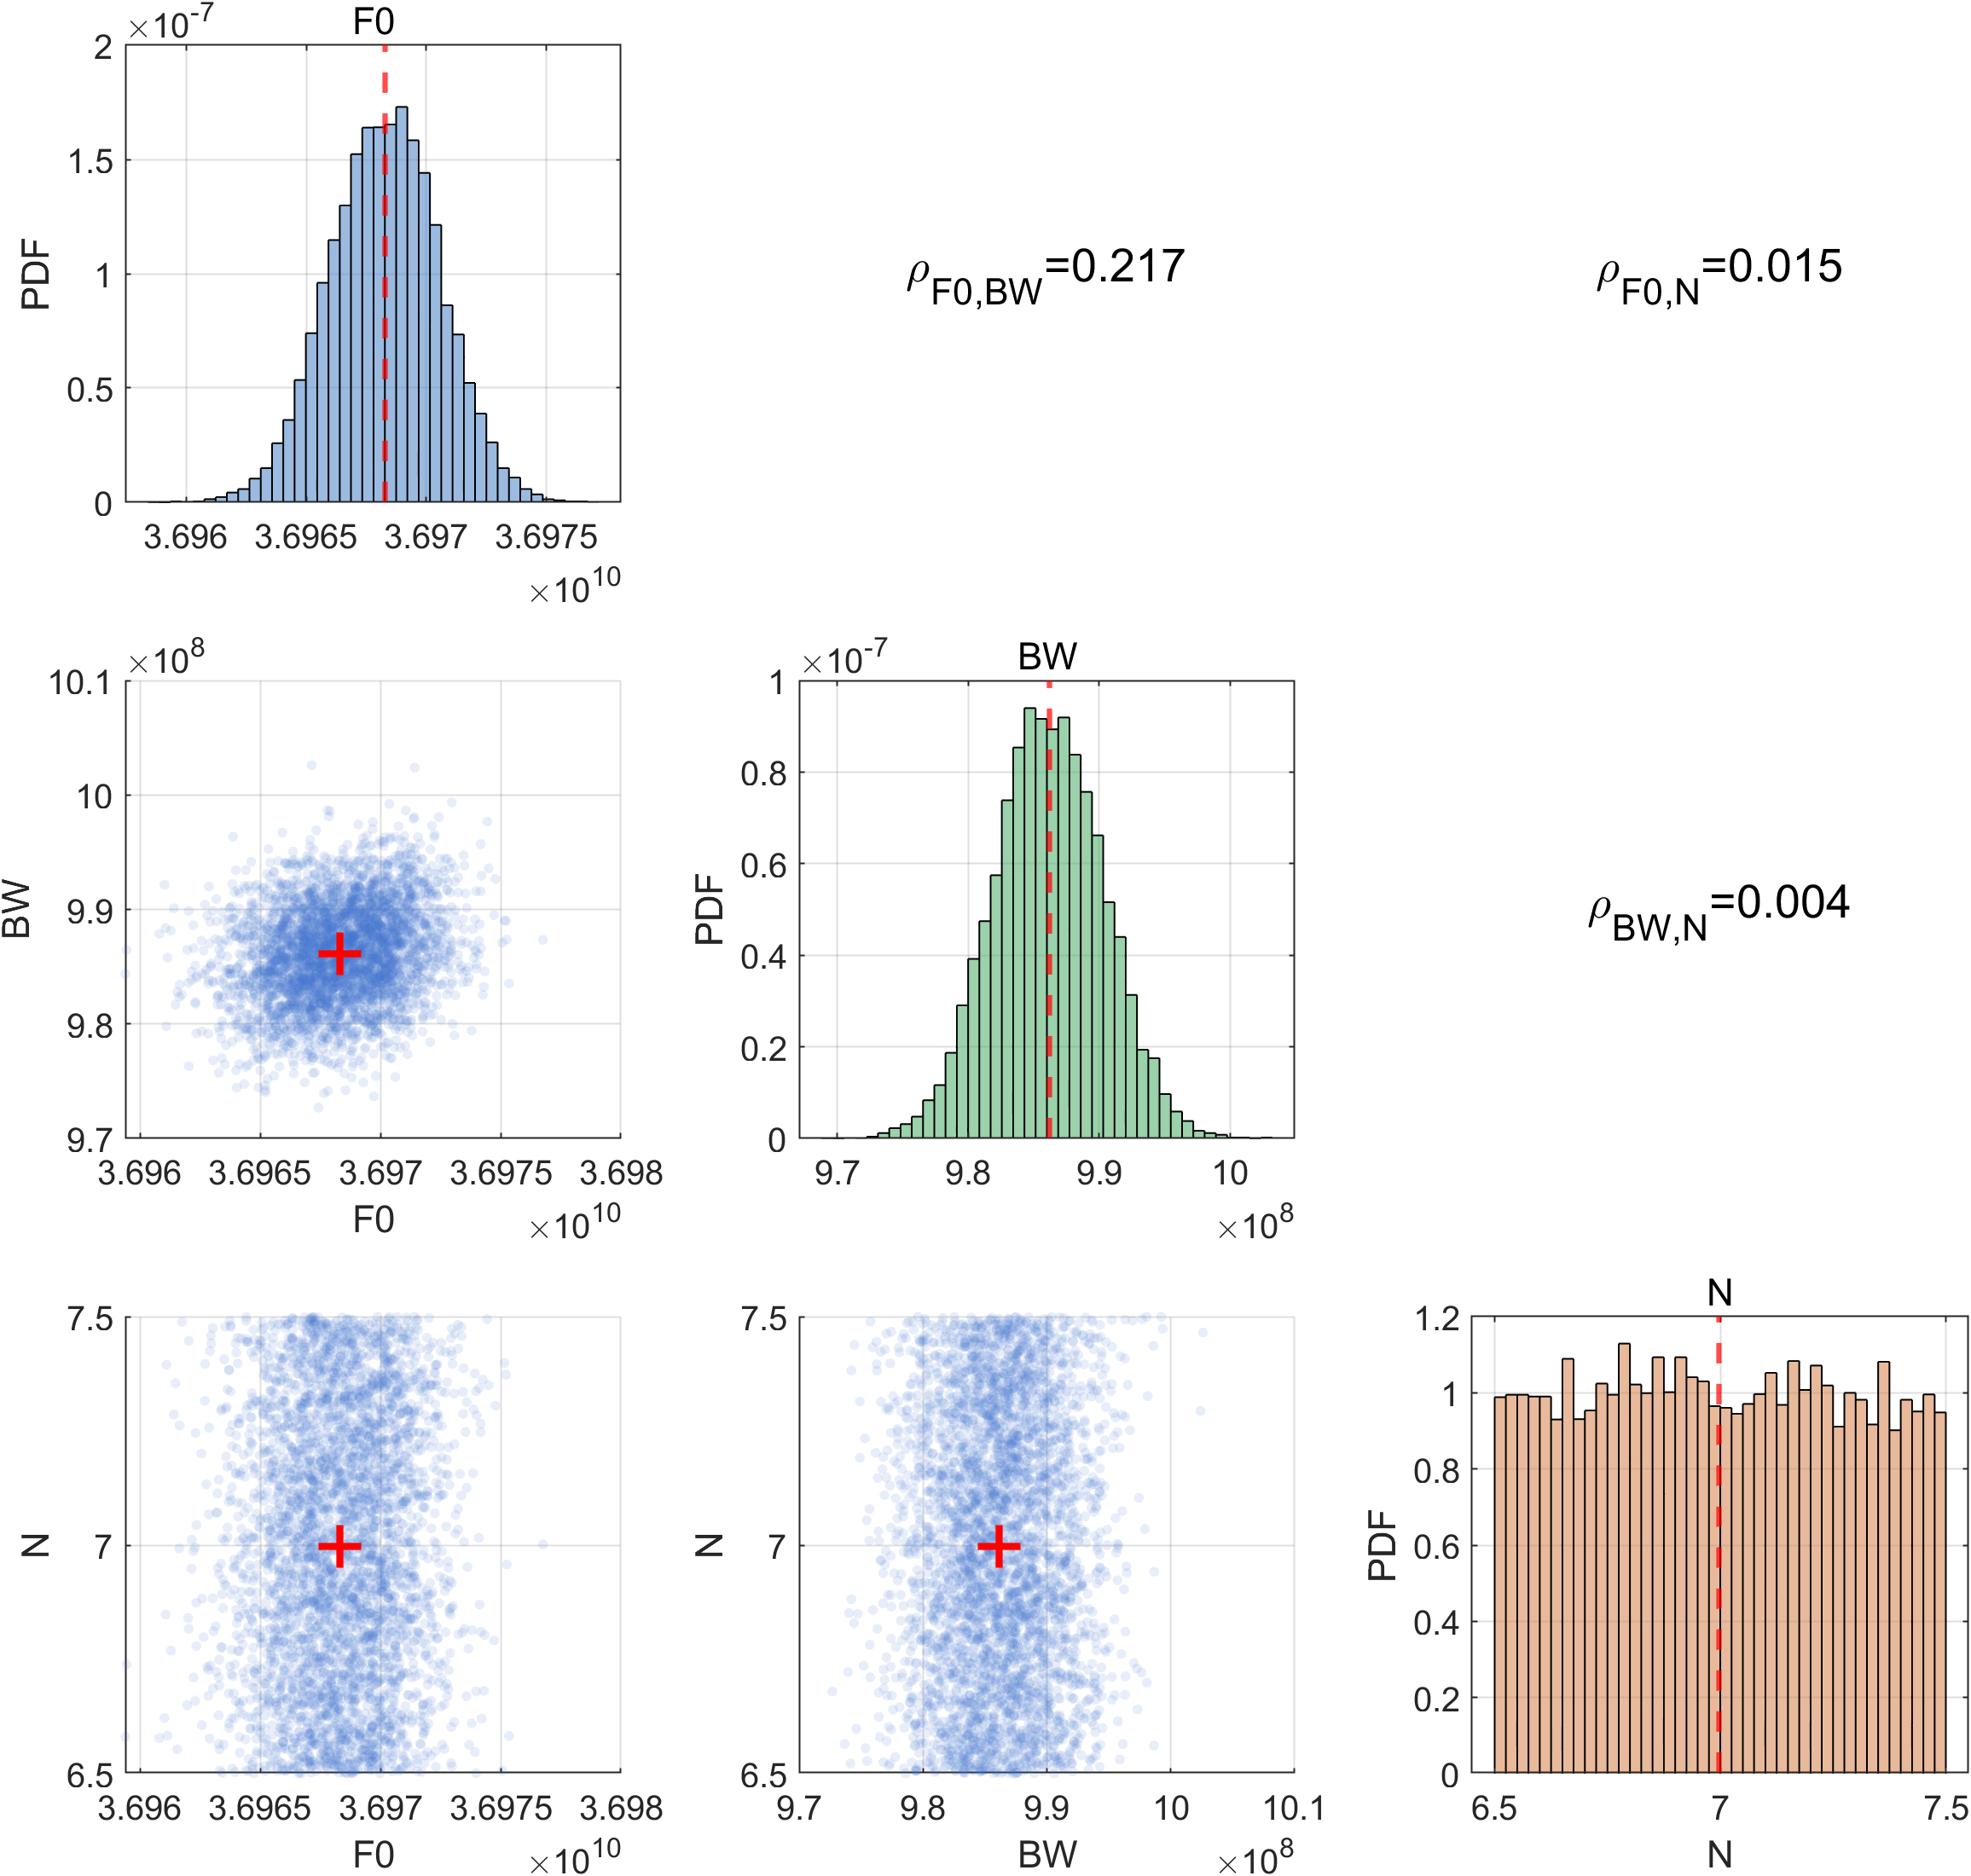 ×10-7
F0
2
1.5
1
0.5
0
PDF
3.696 3.6965 3.697 3.6975
×1010
ρF0,BW=0.217
ρF0,N=0.015
×108
10.1
10
9.9
9.8
9.7
BW
3.696 3.6965 3.697 3.6975 3.698
F0
×1010
×10-7
BW
1
0.8
0.6
0.4
0.2
0
PDF
9.7 9.8 9.9 10
×108
ρBW,N=0.004
7.5
7
6.5
N
3.696 3.6965 3.697 3.6975 3.698
F0
×1010
7.5
7
6.5
N
9.7 9.8 9.9 10 10.1
BW
×108
N
1.2
1
0.8
0.6
0.4
0.2
0
PDF
6.5 7 7.5
N